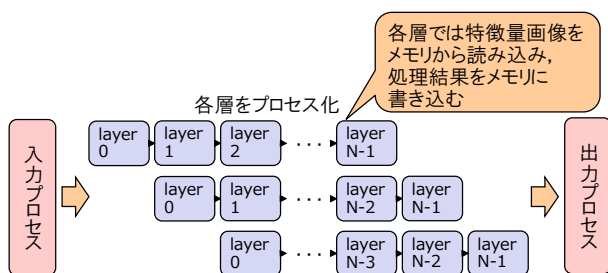 各層では特徴量画像を
メモリから読み込み,
処理結果をメモリに
書き込む
各層をプロセス化
入力プロセス
layer
0
layer
1
layer
2
...
layer
N-1
layer
0
layer
1
...
layer
N-2
layer
N-1
layer
0
...
layer
N-3
layer
N-2
layer
N-1
出力プロセス